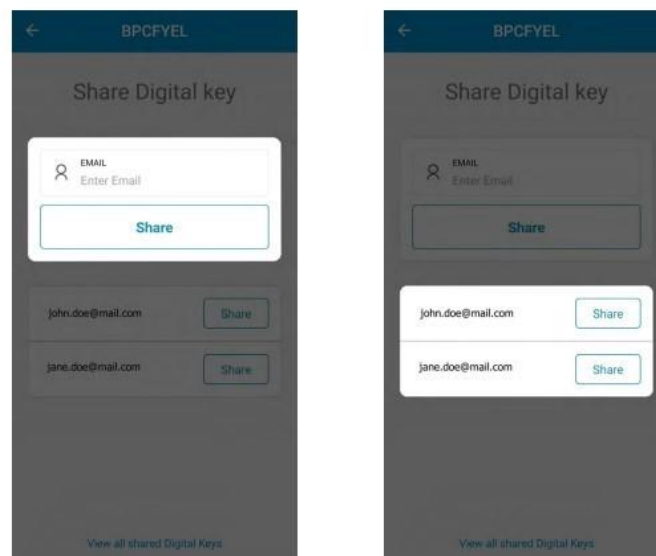 BPCFYEL
Share Digital key
EMAIL
Enter Email
Share
john.doe@mail.com Share
jane.doe@mail.com Share
View all shared Digital Keys
BPCFYEL
Share Digital key
EMAIL
Enter Email
Share
john.doe@mail.com Share
jane.doe@mail.com Share
View all shared Digital Keys